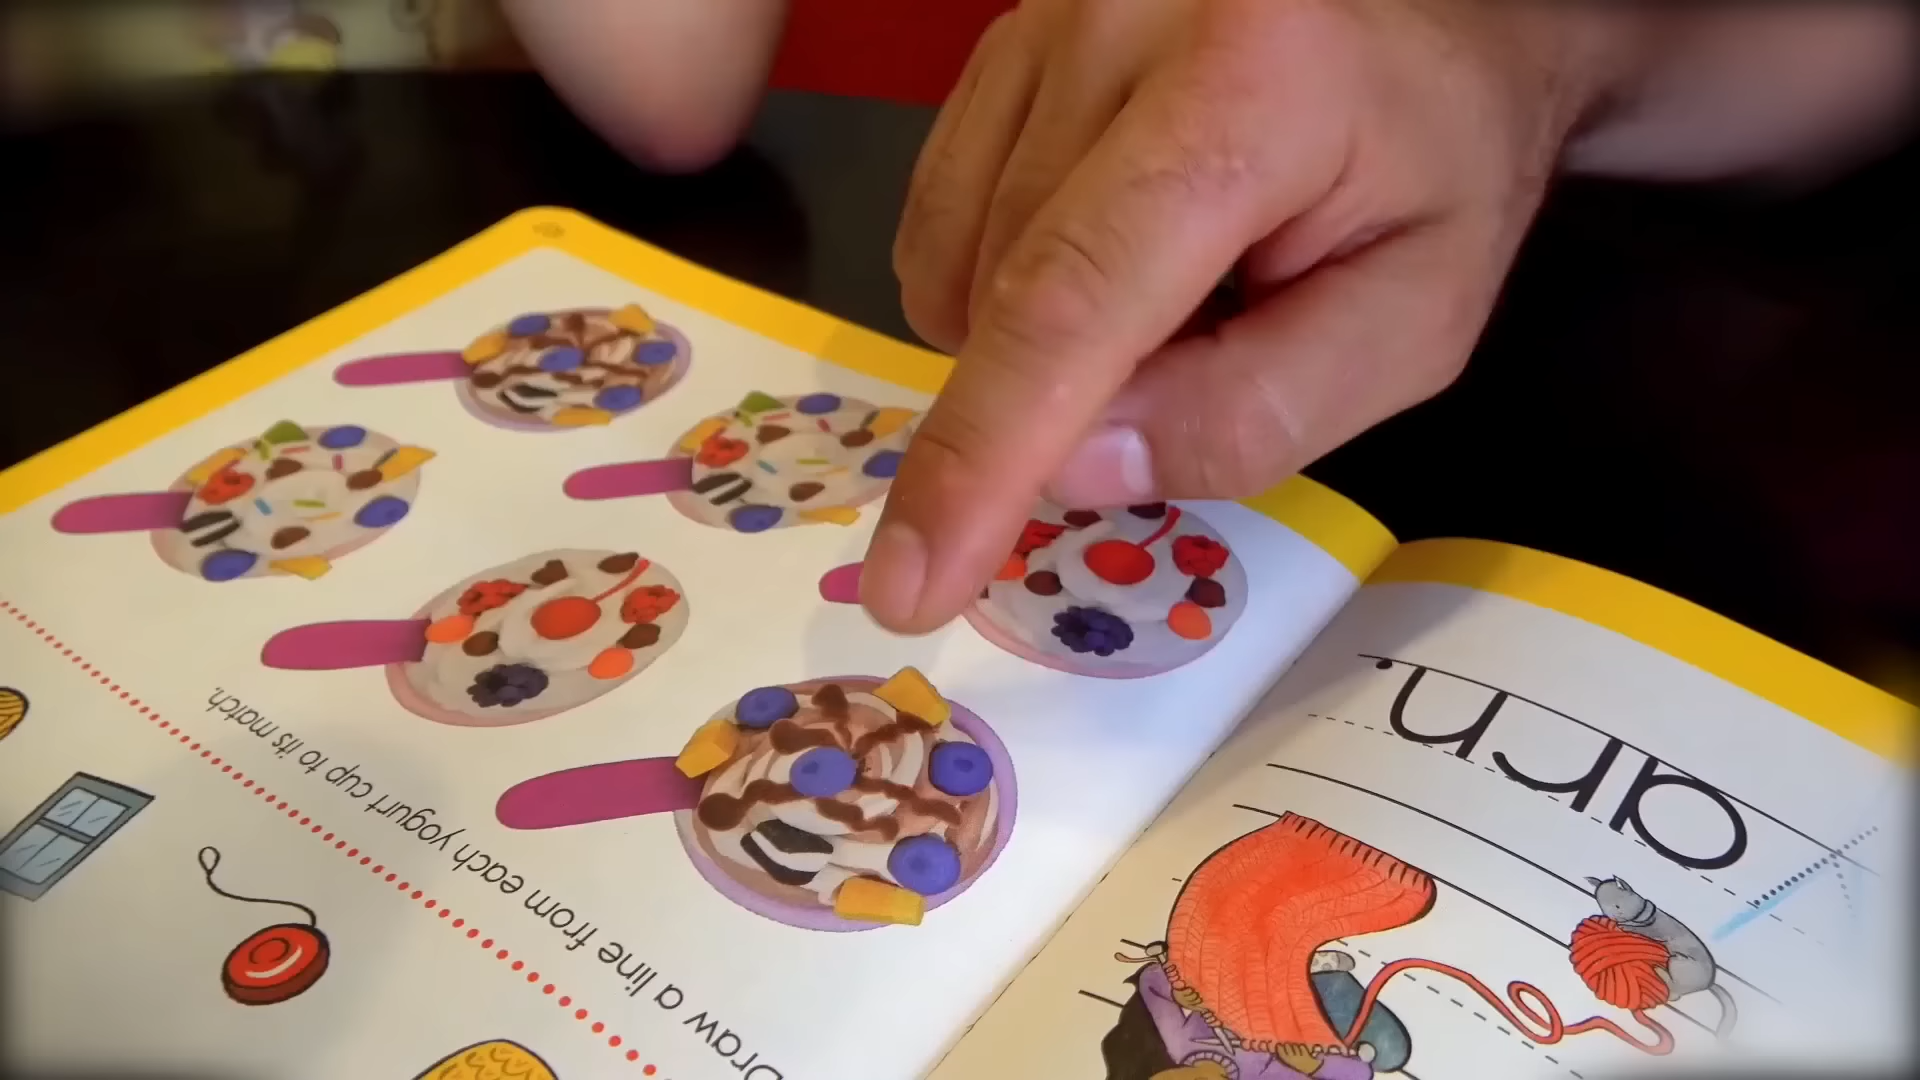 Draw a line from each yogurt cup to its match.
arn.